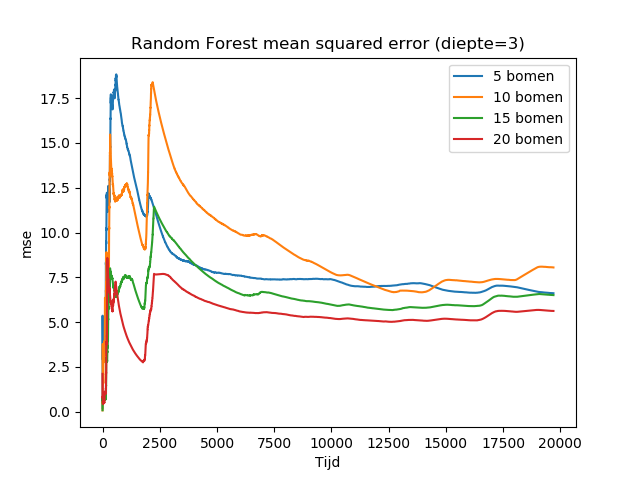 Random Forest mean squared error (diepte=3)
5 bomen
10 bomen
15 bomen
20 bomen
mse
17.5
15.0
12.5
10.0
7.5
5.0
2.5
0.0
0 2500 5000 7500 10000 12500 15000 17500 20000
Tijd